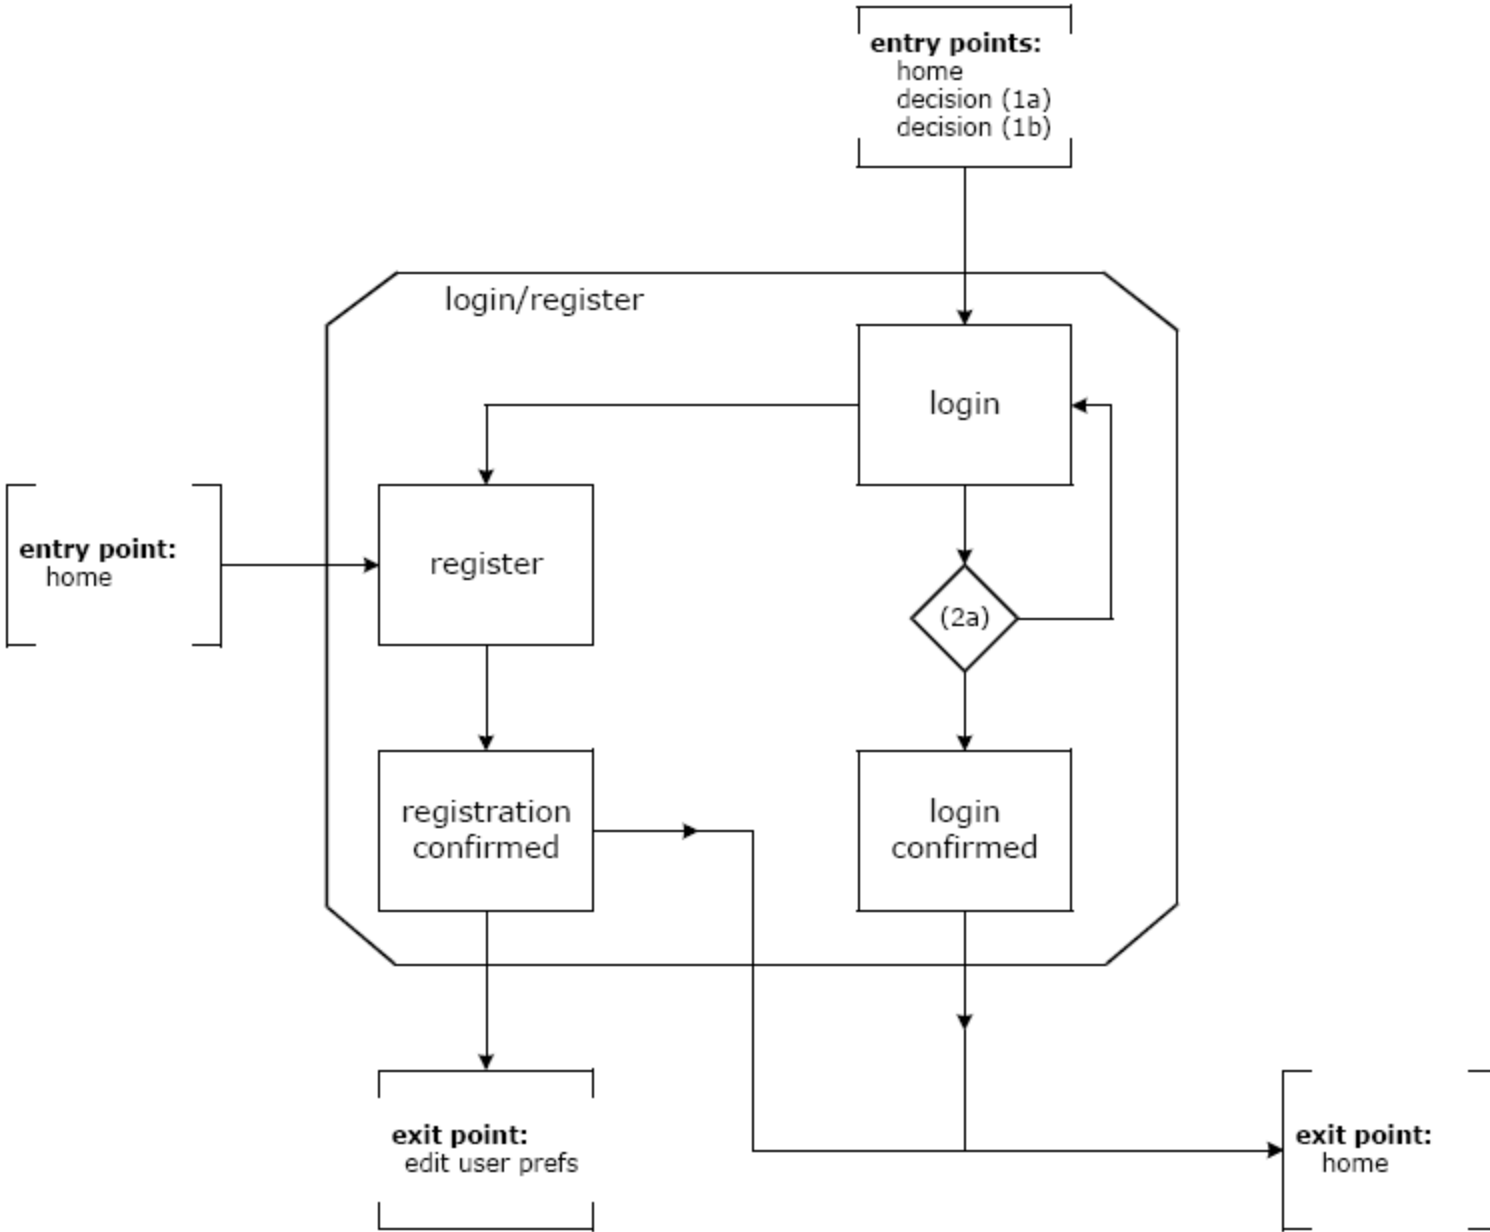 entry points:
home
decision (1a)
decision (1b)
login/register
login
entry point:
home
register
(2a)
registration
confirmed
login
confirmed
exit point:
edit user prefs
exit point:
home